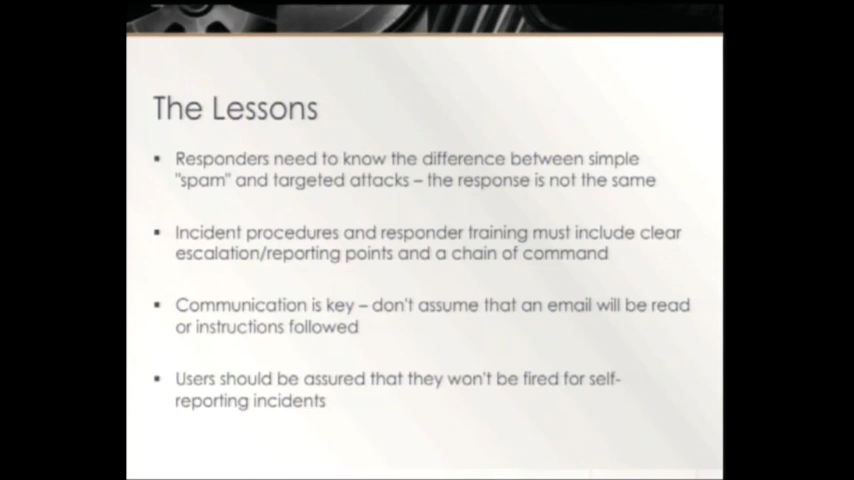 The Lessons
▪ Responders need to know the difference between simple
"spam" and targeted attacks – the response is not the same
▪ Incident procedures and responder training must include clear
escalation/reporting points and a chain of command
▪ Communication is key – don't assume that an email will be read
or instructions followed
▪ Users should be assured that they won't be fired for self-
reporting incidents